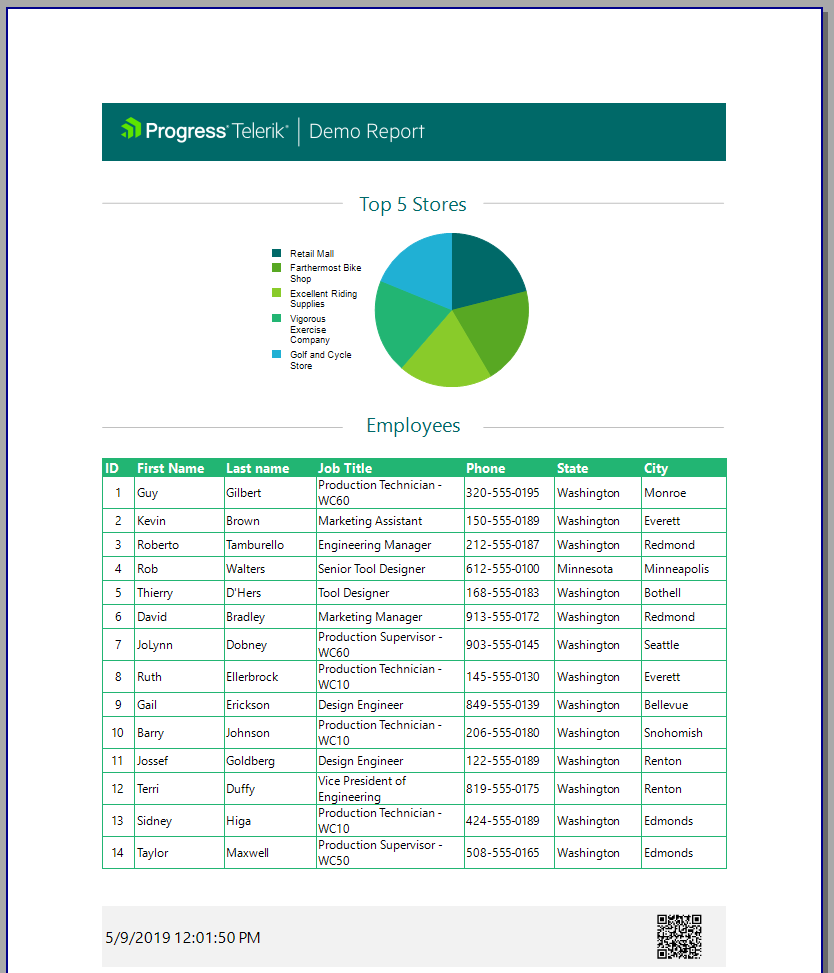 Progress® Telerik® | Demo Report
Top 5 Stores
Retail Mall
Farthermost Bike
Shop
Excellent Riding
Supplies
Vigorous
Exercise
Company
Golf and Cycle
Store
Employees
ID First Name Last name Job Title Phone State City
1 Guy Gilbert Production Technician - WC60 320-555-0195 Washington Monroe
2 Kevin Brown Marketing Assistant 150-555-0189 Washington Everett
3 Roberto Tamburello Engineering Manager 212-555-0187 Washington Redmond
4 Rob Walters Senior Tool Designer 612-555-0100 Minnesota Minneapolis
5 Thierry D'Hers Tool Designer 168-555-0183 Washington Bothell
6 David Bradley Marketing Manager 913-555-0172 Washington Redmond
7 JoLynn Dobney Production Supervisor - WC60 903-555-0145 Washington Seattle
8 Ruth Ellerbrock Production Technician - WC10 145-555-0130 Washington Everett
9 Gail Erickson Design Engineer 849-555-0139 Washington Bellevue
10 Barry Johnson Production Technician - WC10 206-555-0180 Washington Snohomish
11 Jossef Goldberg Design Engineer 122-555-0189 Washington Renton
12 Terri Duffy Vice President of Engineering 819-555-0175 Washington Renton
13 Sidney Higa Production Technician - WC10 424-555-0189 Washington Edmonds
14 Taylor Maxwell Production Supervisor - WC50 508-555-0165 Washington Edmonds
5/9/2019 12:01:50 PM